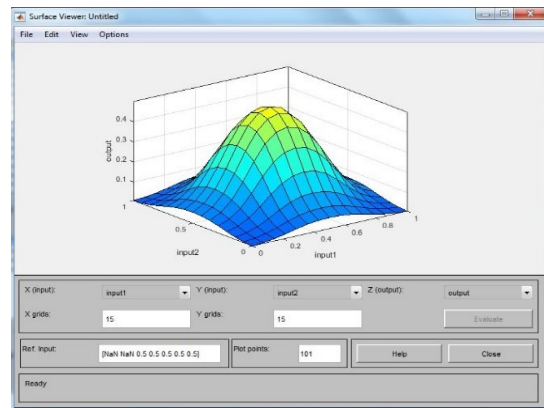 Surface Viewer: Untitled
File Edit View Options
0.4
0.3
0.2
0.1
output
1
0.5
0
input2
0
0.2
0.4
0.6
0.8
1
input1
X (input): input1 Y (input): input2 Z (output): output
X grids: 15 Y grids: 15 Evaluate
Ref. Input: [NaN NaN 0.5 0.5 0.5 0.5 0.5] Plot points: 101 Help Close
Ready